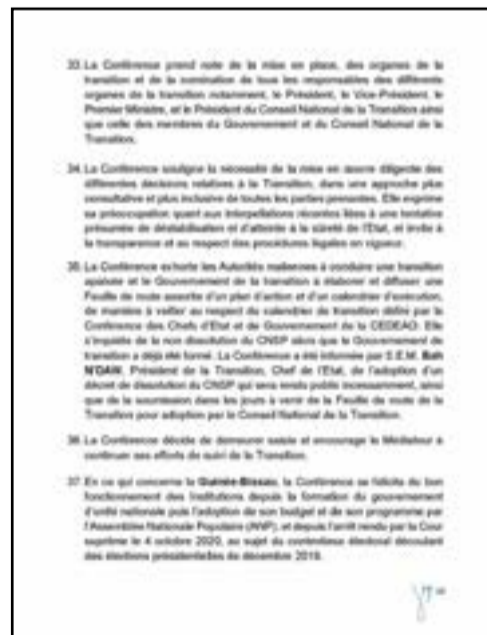 33. La Conférence prend note de la mise en place, des organes de la
transition et de la nomination de tous les responsables des différents
organes de la transition notamment, le Président, le Vice-Président, le
Premier Ministre, et le Président du Conseil National de la Transition ainsi
que celle des membres du Gouvernement et du Conseil National de la
Transition.
34. La Conférence souligne la nécessité de la mise en œuvre diligente des
différentes décisions relatives à la Transition, dans une approche plus
consultative et plus inclusive de toutes les parties prenantes. Elle exprime
sa préoccupation quant aux interpellations récentes liées à une tentative
présumée de déstabilisation et d'atteinte à la sûreté de l'Etat, et invite à
la transparence et au respect des procédures légales en vigueur.
35. La Conférence exhorte les Autorités maliennes à conduire une transition
apaisée et le Gouvernement de la transition à élaborer et diffuser une
Feuille de route assortie d'un plan d'action et d'un calendrier d'exécution,
de manière à veiller au respect du calendrier de transition défini par la
Conférence des Chefs d'Etat et de Gouvernement de la CEDEAO. Elle
s'inquiète de la non dissolution du CNSP alors que le Gouvernement de
transition a déjà été formé. La Conférence a été informée par S.E.M. Bah
N'DAW, Président de la Transition, Chef de l'Etat, de l'adoption d'un
décret de dissolution du CNSP qui sera rendu public incessamment, ainsi
que de la soumission dans les jours à venir de la Feuille de route de la
Transition pour adoption par le Conseil National de la Transition.
36. La Conférence décide de demeurer saisie et encourage le Médiateur à
continuer ses efforts de suivi de la Transition.
37. En ce qui concerne la Guinée-Bissau, la Conférence se félicite du bon
fonctionnement des Institutions depuis la formation du gouvernement
d'unité nationale puis l'adoption de son budget et de son programme par
l'Assemblée Nationale Populaire (ANP), et depuis l'arrêt rendu par la Cour
suprême le 4 octobre 2020, au sujet du contentieux électoral découlant
des élections présidentielles de décembre 2019.